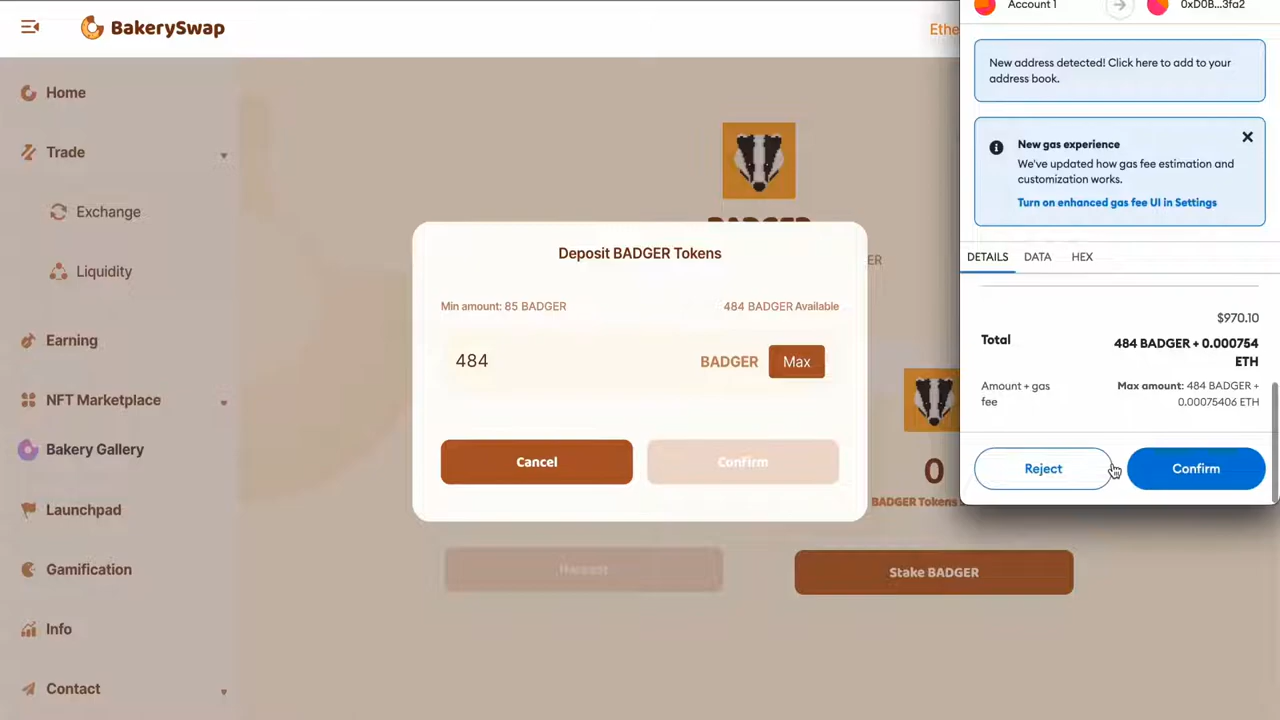 BakerySwap
Ethe
Account 1
0xD0B...3fa2
Home
Trade
Exchange
Liquidity
Earning
NFT Marketplace
Bakery Gallery
Launchpad
Gamification
Info
Contact
BADGER
ER
Deposit BADGER Tokens
Min amount: 85 BADGER
484 BADGER Available
484
BADGER
Max
Cancel
Confirm
0
BADGER Tokens
Harvest
Stake BADGER
New address detected! Click here to add to your
address book.
New gas experience
We've updated how gas fee estimation and
customization works.
Turn on enhanced gas fee UI in Settings
DETAILS
DATA
HEX
$970.10
Total
484 BADGER + 0.000754
ETH
Amount + gas
fee
Max amount: 484 BADGER +
0.00075406 ETH
Reject
Confirm